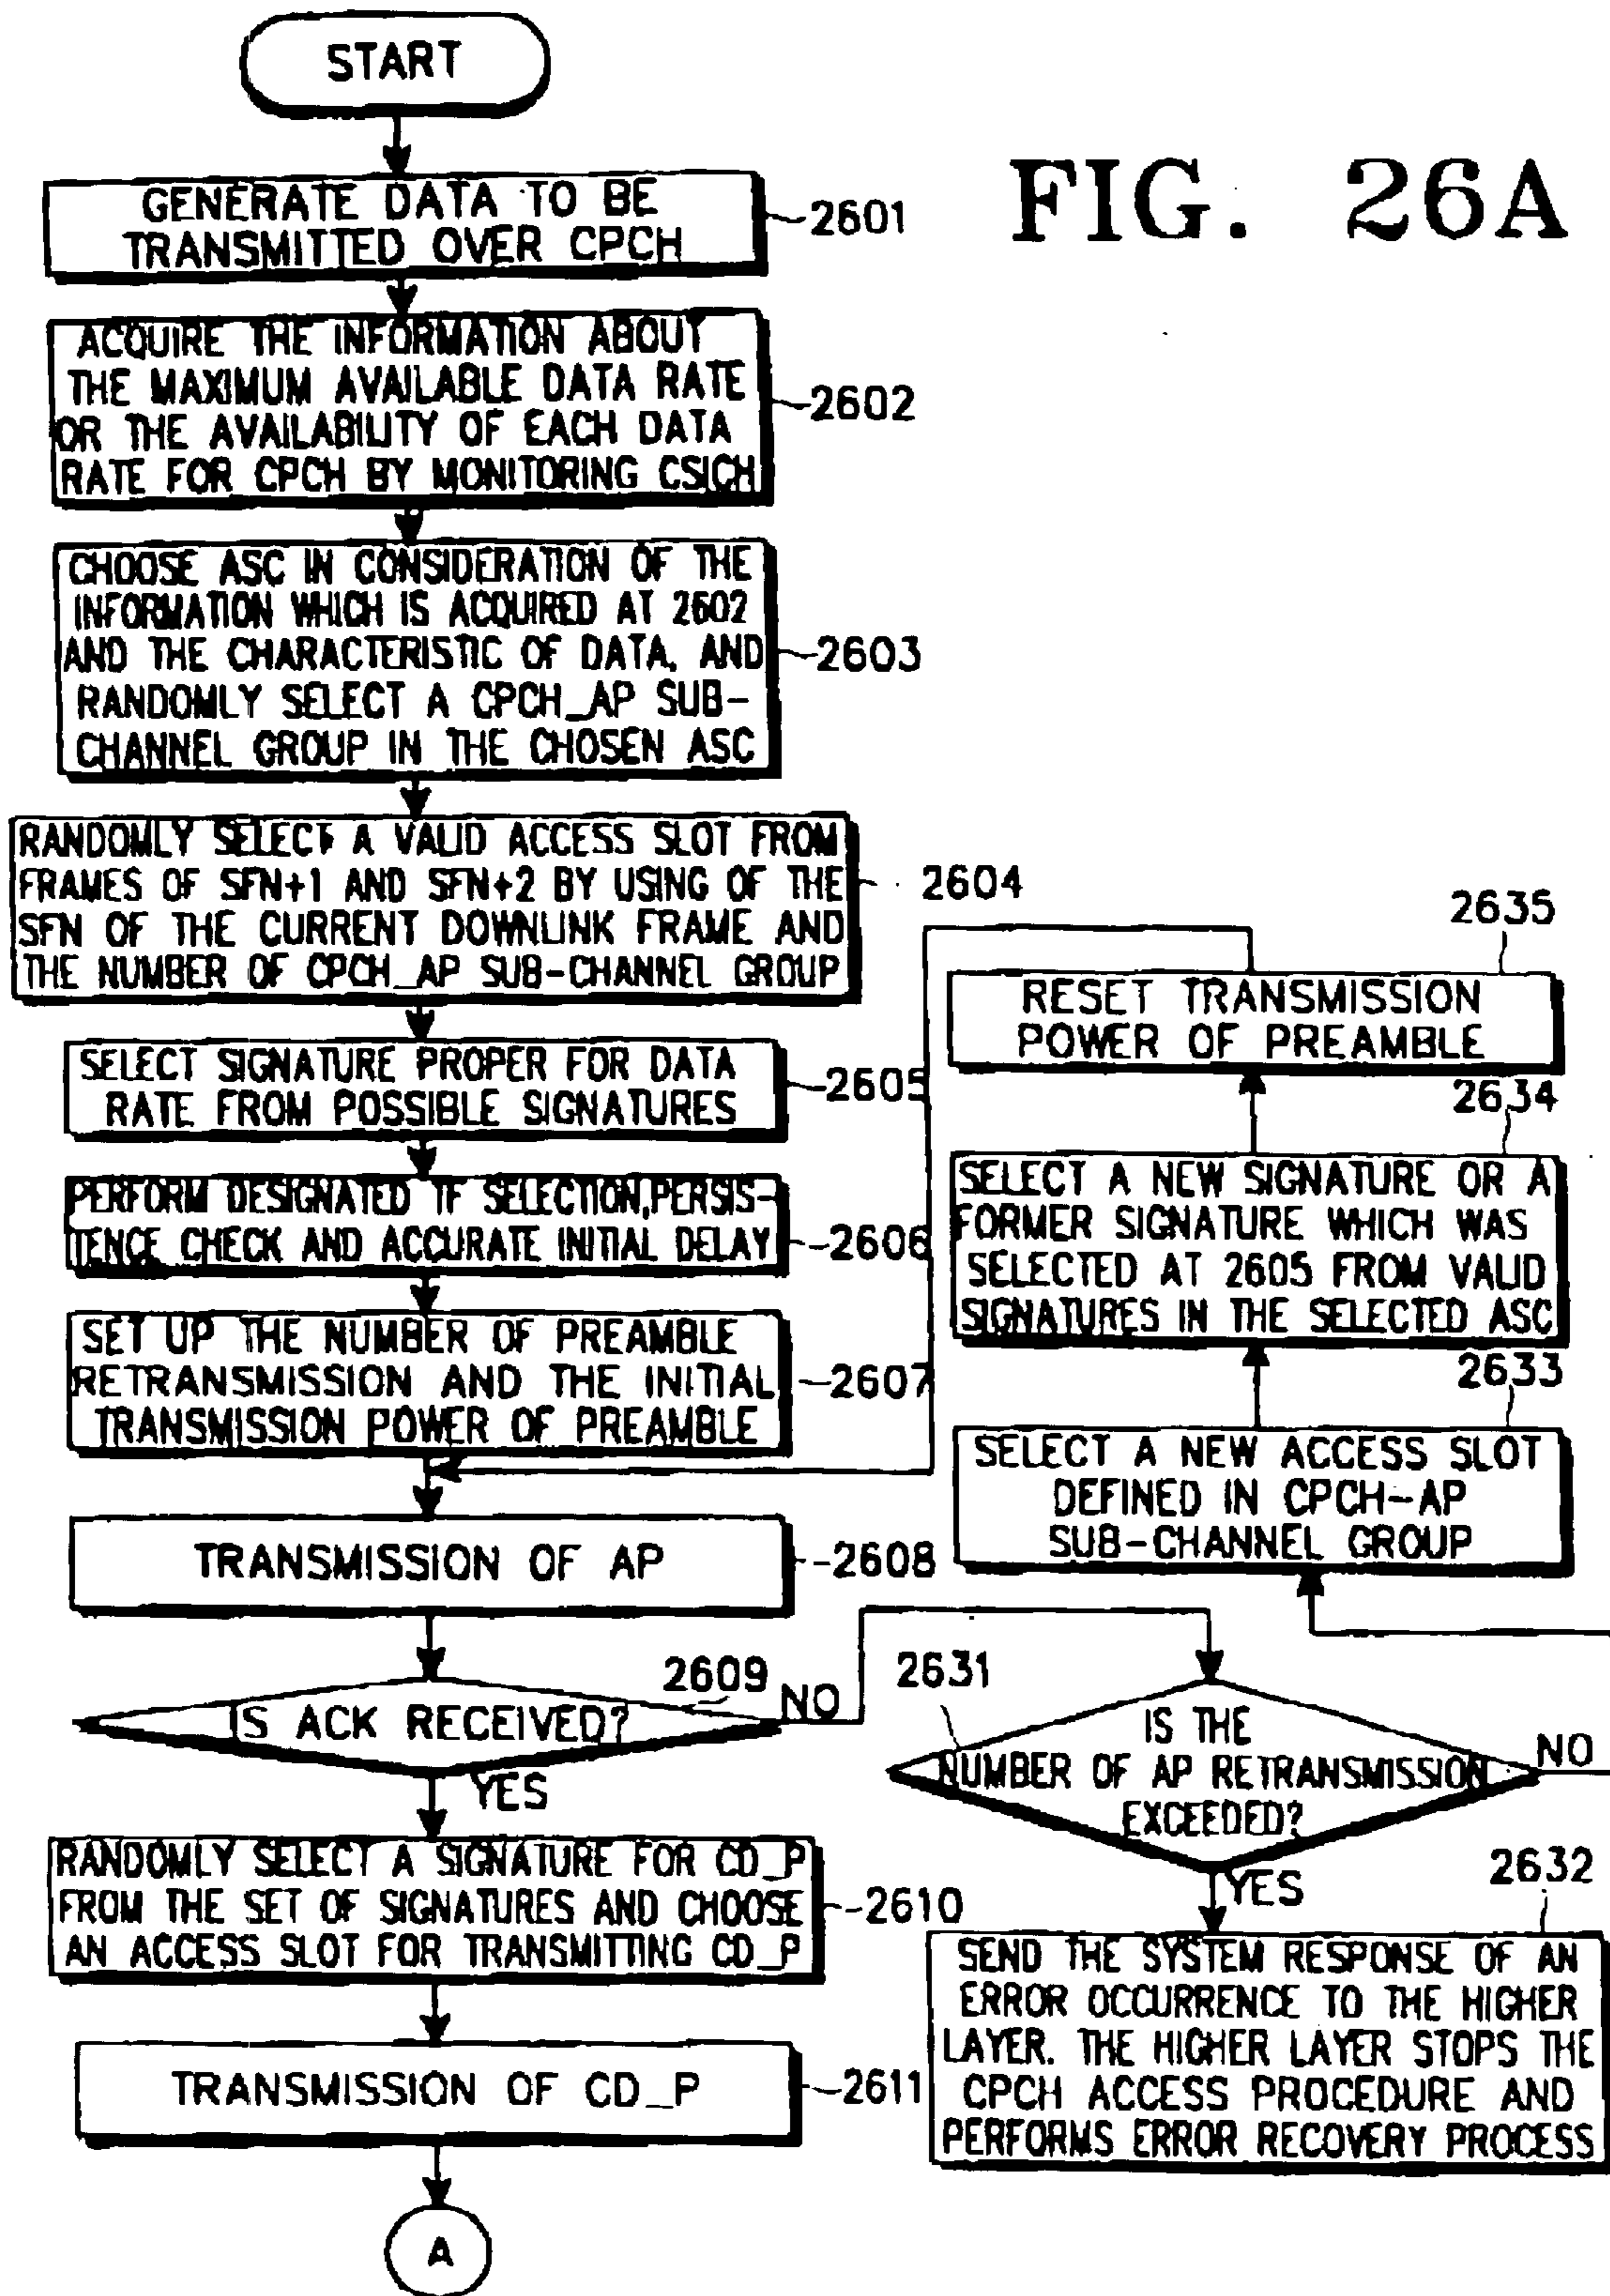 START
FIG. 26A
GENERATE DATA TO BE
TRANSMITTED OVER CPCH
2601
ACQUIRE THE INFORMATION ABOUT
THE MAXIMUM AVAILABLE DATA RATE
OR THE AVAILABILITY OF EACH DATA
RATE FOR CPCH BY MONITORING CSICH
2602
CHOOSE ASC IN CONSIDERATION OF THE
INFORMATION WHICH IS ACQUIRED AT 2602
AND THE CHARACTERISTIC OF DATA, AND
RANDOMLY SELECT A CPCH_AP SUB-
CHANNEL GROUP IN THE CHOSEN ASC
2603
RANDOMLY SELECT A VALID ACCESS SLOT FROM
FRAMES OF SFN+1 AND SFN+2 BY USING OF THE
SFN OF THE CURRENT DOWNLINK FRAME AND
THE NUMBER OF CPCH_AP SUB-CHANNEL GROUP
2604
SELECT SIGNATURE PROPER FOR DATA
RATE FROM POSSIBLE SIGNATURES
2605
PERFORM DESIGNATED TF SELECTION,PERSIS-
TENCE CHECK AND ACCURATE INITIAL DELAY
2606
SET UP THE NUMBER OF PREAMBLE
RETRANSMISSION AND THE INITIAL
TRANSMISSION POWER OF PREAMBLE
2607
TRANSMISSION OF AP
2608
IS ACK RECEIVED?
2609
NO
YES
RANDOMLY SELECT A SIGNATURE FOR CD_P
FROM THE SET OF SIGNATURES AND CHOOSE
AN ACCESS SLOT FOR TRANSMITTING CD_P
2610
TRANSMISSION OF CD_P
2611
A
2635
RESET TRANSMISSION
POWER OF PREAMBLE
2634
SELECT A NEW SIGNATURE OR A
FORMER SIGNATURE WHICH WAS
SELECTED AT 2605 FROM VALID
SIGNATURES IN THE SELECTED ASC
2633
SELECT A NEW ACCESS SLOT
DEFINED IN CPCH-AP
SUB-CHANNEL GROUP
2631
IS THE
NUMBER OF AP RETRANSMISSION
EXCEEDED?
NO
YES
2632
SEND THE SYSTEM RESPONSE OF AN
ERROR OCCURRENCE TO THE HIGHER
LAYER. THE HIGHER LAYER STOPS THE
CPCH ACCESS PROCEDURE AND
PERFORMS ERROR RECOVERY PROCESS